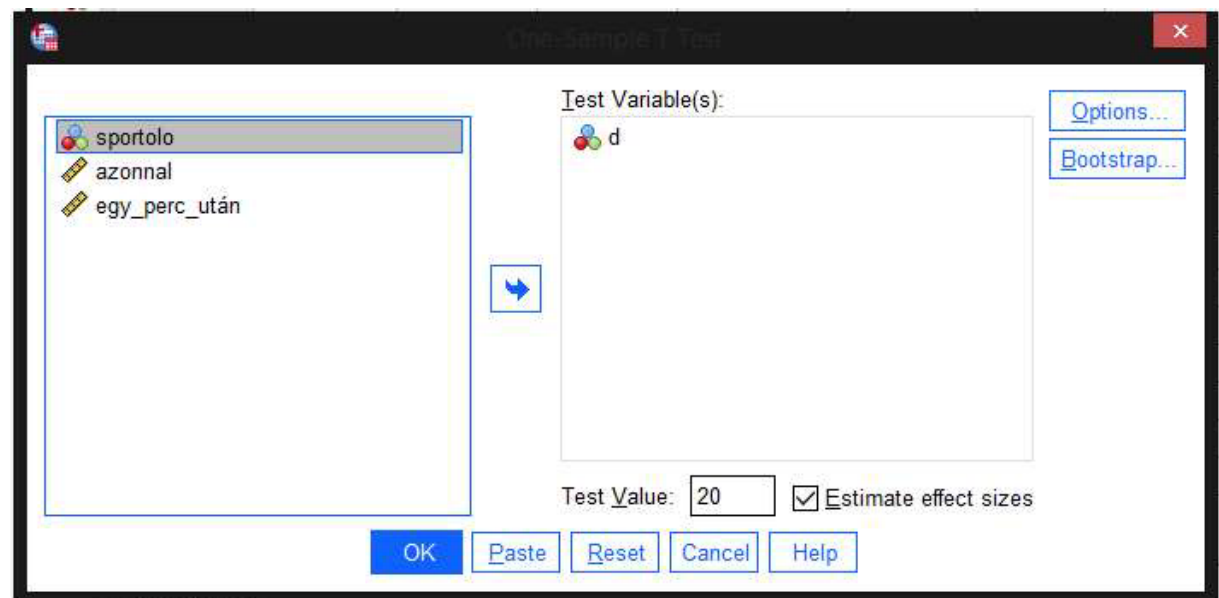 One-Sample T Test
Test Variable(s):
sportolo
azonnal
egy_perc_után
d
Options...
Bootstrap...
Test Value: 20 Estimate effect sizes
OK Paste Reset Cancel Help